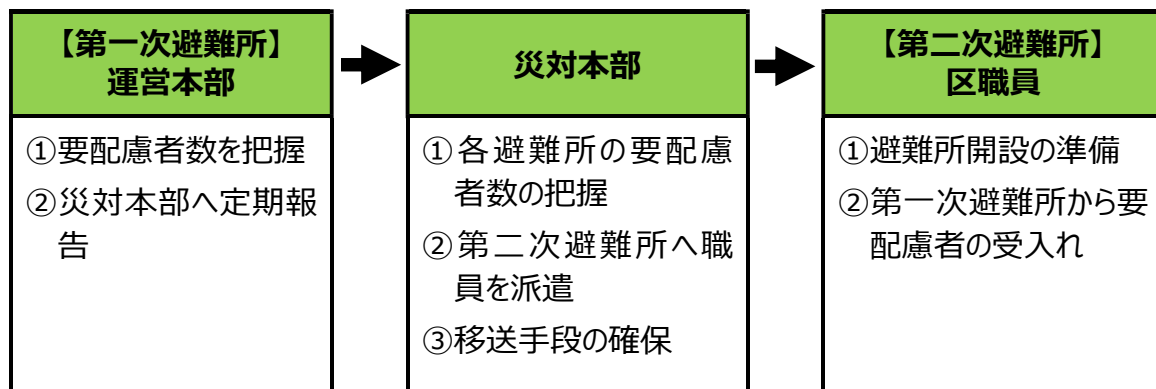 【第一次避難所】
運営本部
①要配慮者数を把握
②災対本部へ定期報
告
災対本部
①各避難所の要配慮
者数の把握
②第二次避難所へ職
員を派遣
③移送手段の確保
【第二次避難所】
区職員
①避難所開設の準備
②第一次避難所から要
配慮者の受入れ